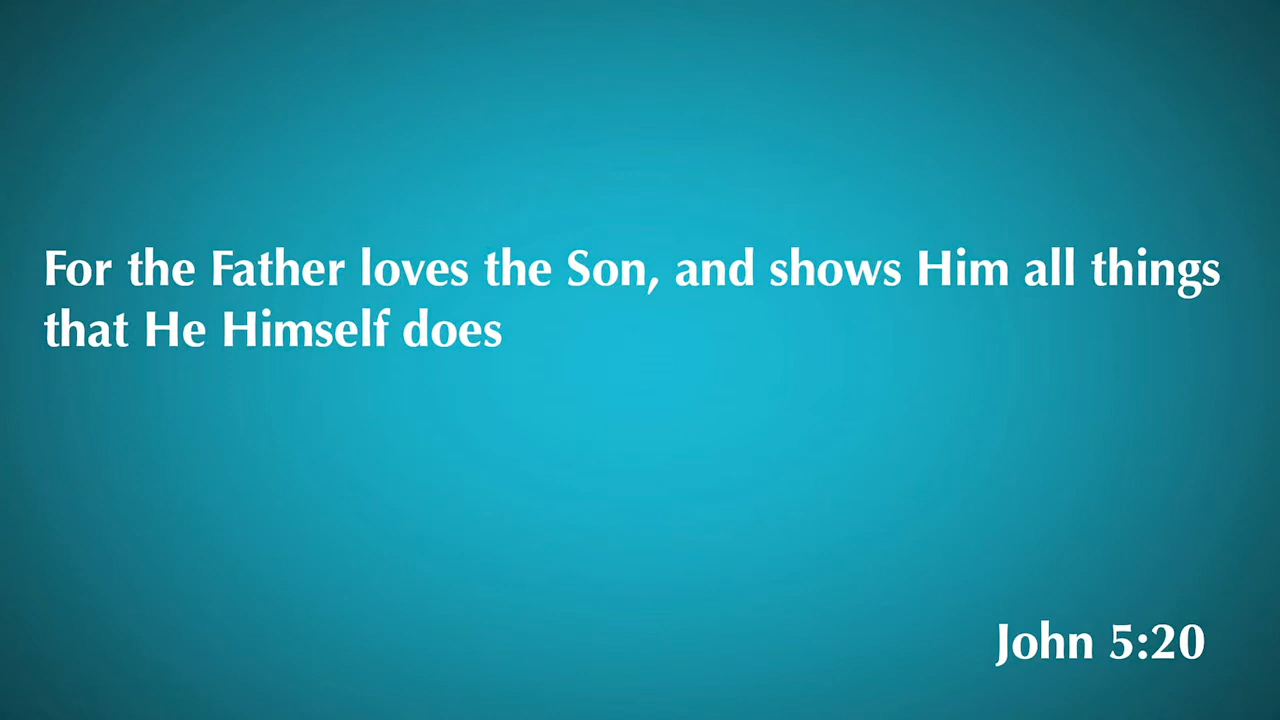 For the Father loves the Son, and shows Him all things
that He Himself does
John 5:20